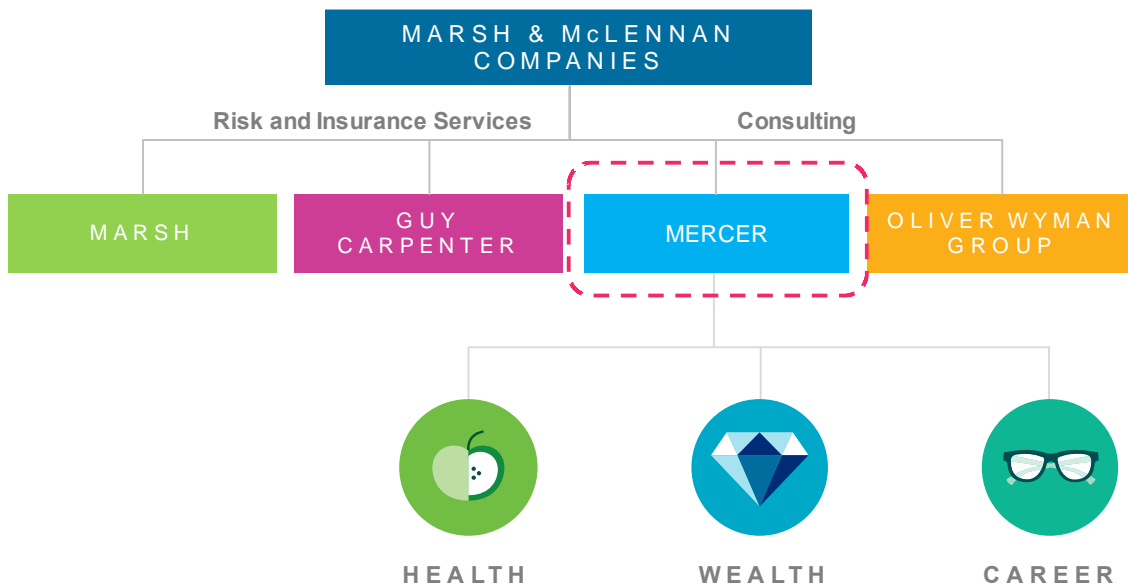 MARSH & McLENNAN
COMPANIES
Risk and Insurance Services
Consulting
MARSH
GUY
CARPENTER
MERCER
OLIVER WYMAN
GROUP
HEALTH
WEALTH
CAREER